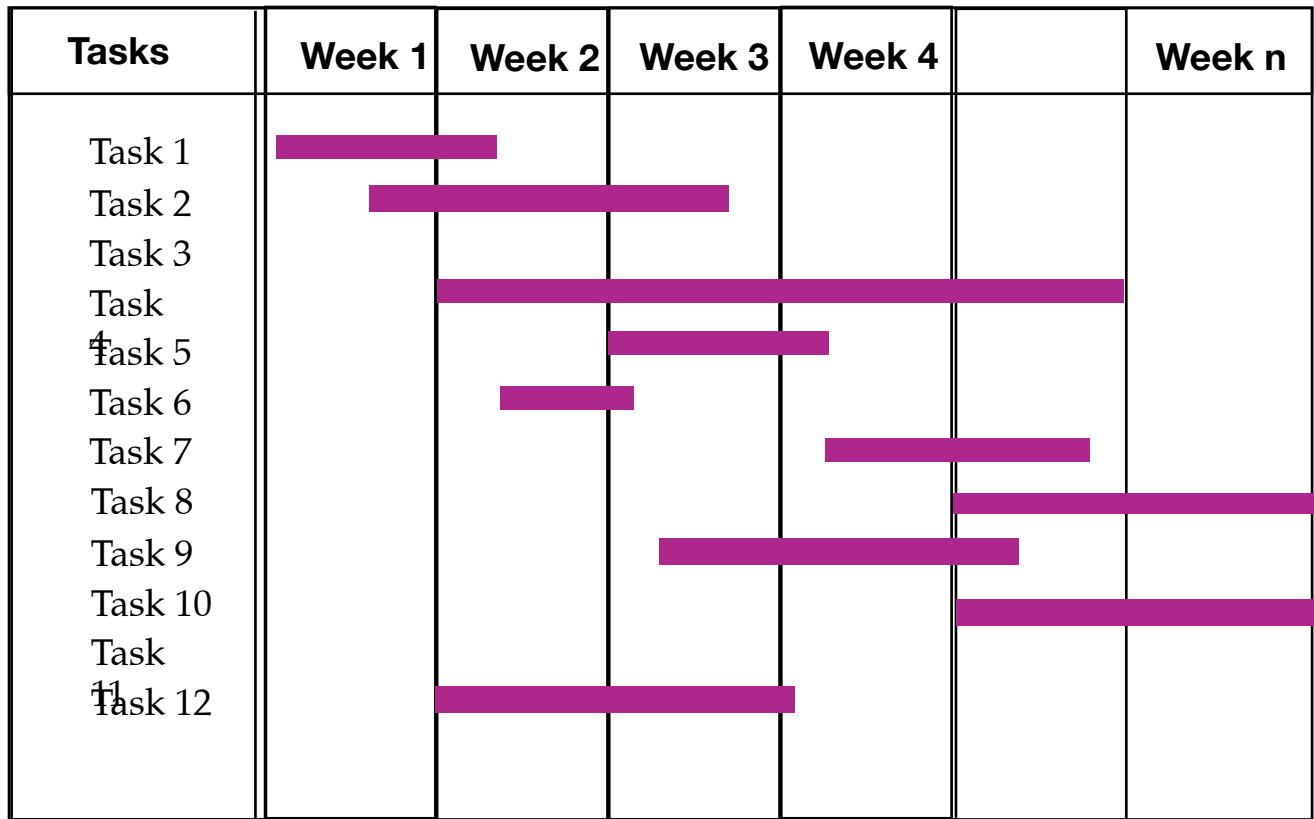 Tasks Week 1 Week 2 Week 3 Week 4 Week n
Task 1
Task 2
Task 3
Task
4
Task 5
Task 6
Task 7
Task 8
Task 9
Task 10
Task
11
Task 12